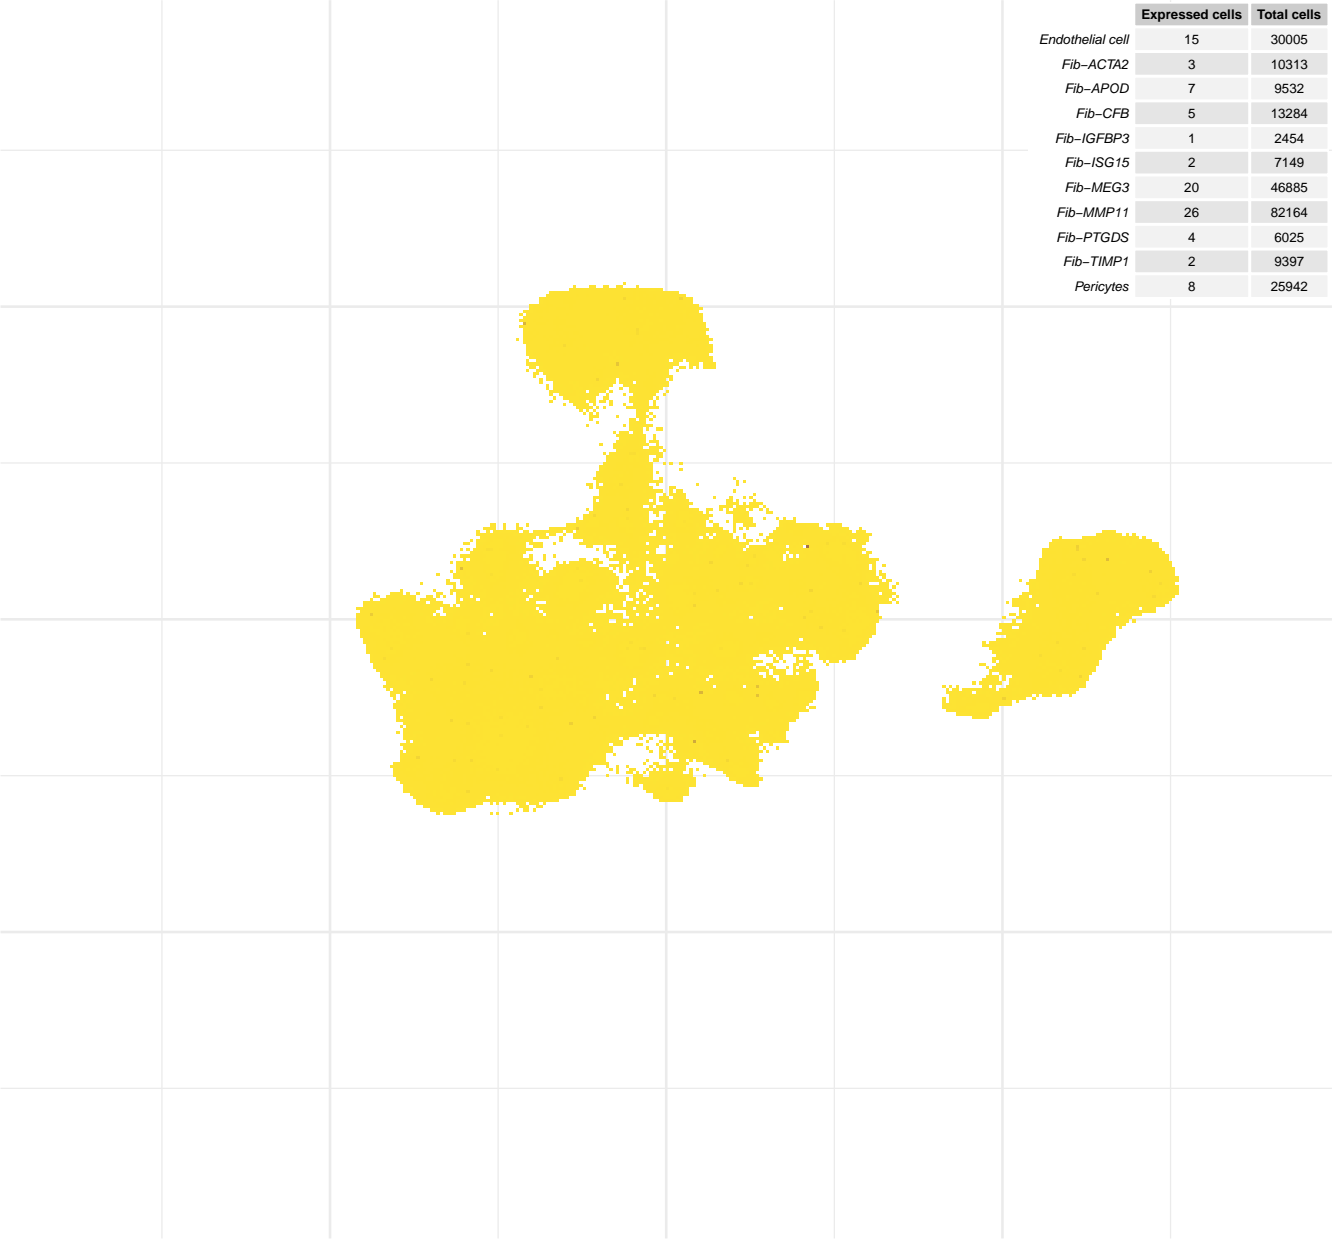 Expressed cells Total cells
Endothelial cell 15 30005
Fib−ACTA2 3 10313
Fib−APOD 7 9532
Fib−CFB 5 13284
Fib−IGFBP3 1 2454
Fib−ISG15 2 7149
Fib−MEG3 20 46885
Fib−MMP11 26 82164
Fib−PTGDS 4 6025
Fib−TIMP1 2 9397
Pericytes 8 25942